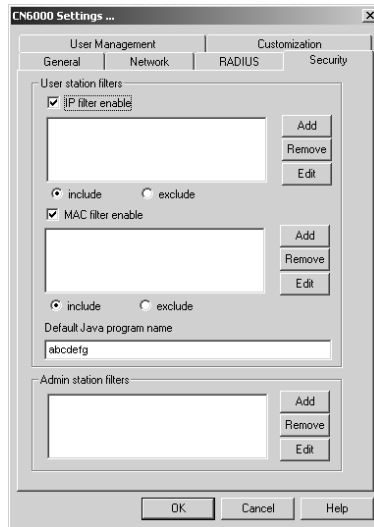 CN6000 Settings ...
User Management
Customization
General
Network
RADIUS
Security
User station filters
IP filter enable
Add
Remove
Edit
include
exclude
MAC filter enable
Add
Remove
Edit
include
exclude
Default Java program name
abcdefg
Admin station filters
Add
Remove
Edit
OK
Cancel
Help